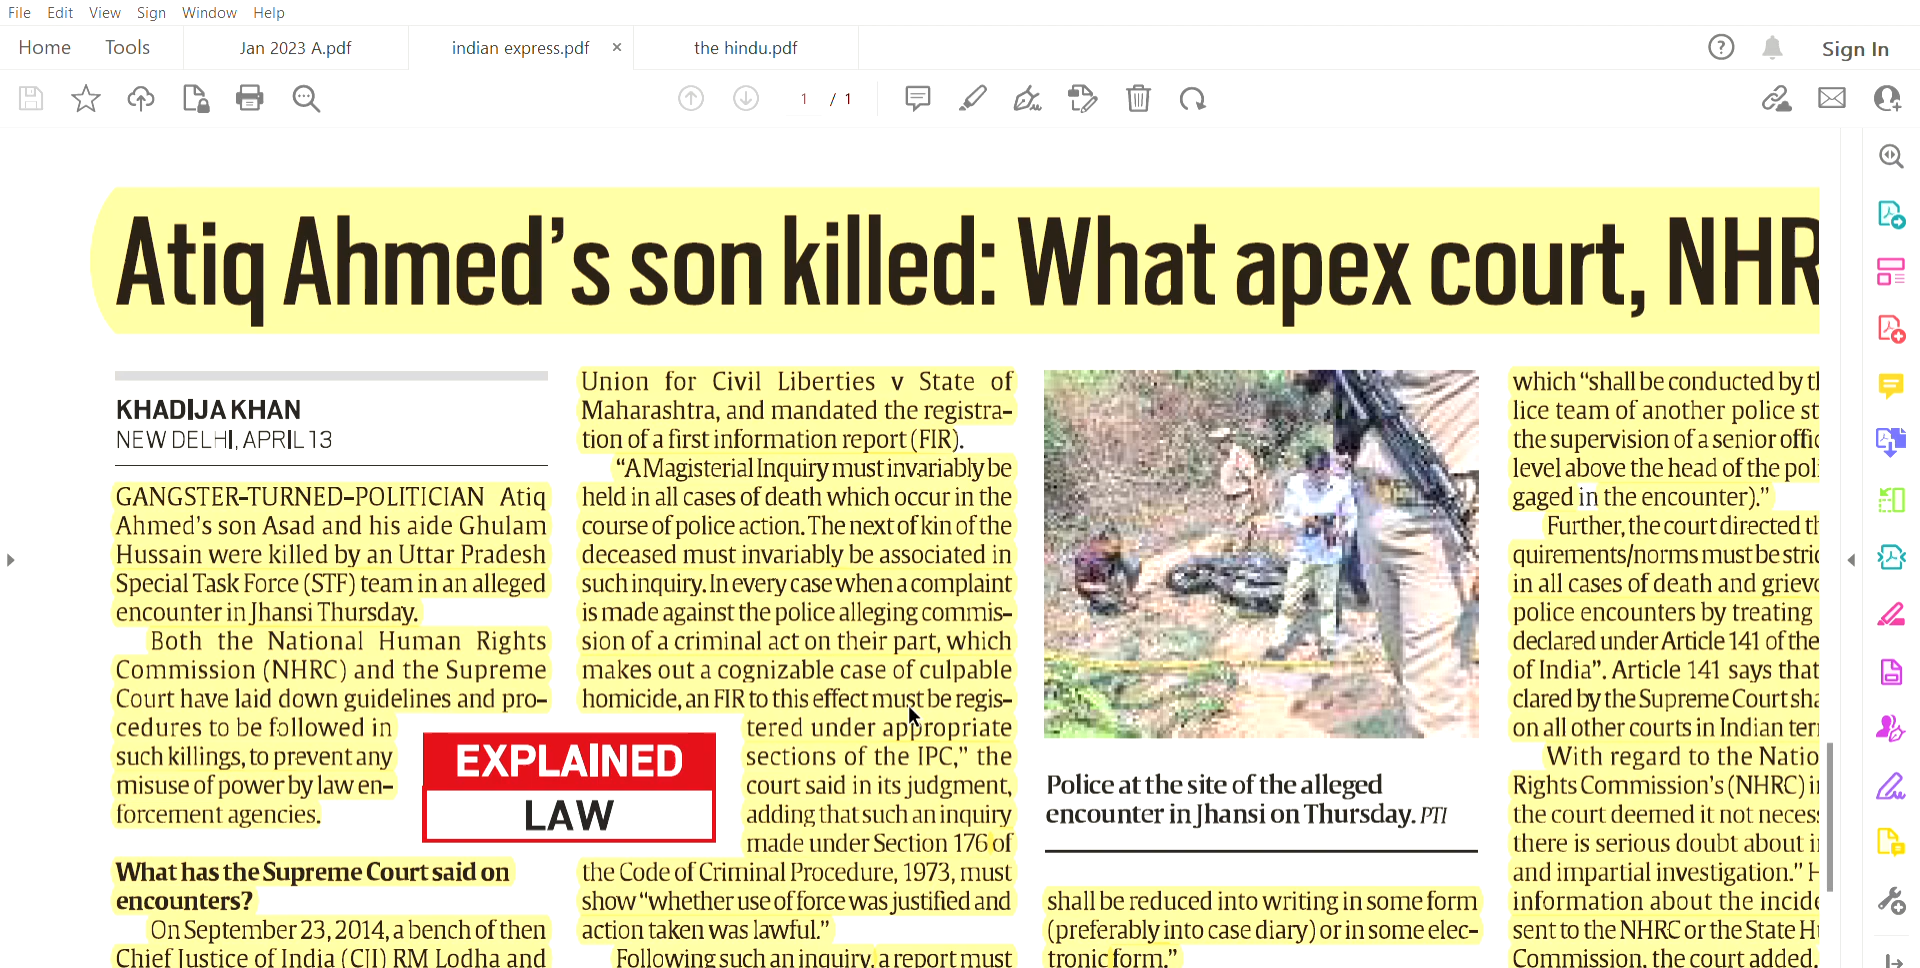 File Edit View Sign Window Help
Home Tools Jan 2023 A.pdf indian express.pdf × the hindu.pdf ? Sign In
1 / 1
Atiq Ahmed's son killed: What apex court, NHR
KHADIJA KHAN
NEW DELHI, APRIL 13
GANGSTER-TURNED-POLITICIAN Atiq
Ahmed's son Asad and his aide Ghulam
Hussain were killed by an Uttar Pradesh
Special Task Force (STF) team in an alleged
encounter in Jhansi Thursday.
Both the National Human Rights
Commission (NHRC) and the Supreme
Court have laid down guidelines and pro-
cedures to be followed in
such killings, to prevent any
misuse of power by law en-
forcement agencies.
What has the Supreme Court said on
encounters?
On September 23, 2014, a bench of then
Chief Justice of India (CJI) RM Lodha and
EXPLAINED
LAW
Union for Civil Liberties v State of
Maharashtra, and mandated the registra-
tion of a first information report (FIR).
"A Magisterial Inquiry must invariably be
held in all cases of death which occur in the
course of police action. The next of kin of the
deceased must invariably be associated in
such inquiry. In every case when a complaint
is made against the police alleging commis-
sion of a criminal act on their part, which
makes out a cognizable case of culpable
homicide, an FIR to this effect must be regis-
tered under appropriate
sections of the IPC," the
court said in its judgment,
adding that such an inquiry
made under Section 176 of
the Code of Criminal Procedure, 1973, must
show "whether use of force was justified and
action taken was lawful."
Following such an inquiry, a report must
Police at the site of the alleged
encounter in Jhansi on Thursday. PTI
shall be reduced into writing in some form
(preferably into case diary) or in some elec-
tronic form."
which "shall be conducted by t
lice team of another police st
the supervision of a senior offic
level above the head of the pol
gaged in the encounter)."
Further, the court directed t
quirements/norms must be stric
in all cases of death and grievo
police encounters by treating
declared under Article 141 of the
of India". Article 141 says that
clared by the Supreme Court sha
on all other courts in Indian terr
With regard to the Natio
Rights Commission's (NHRC) i
the court deemed it not necess
there is serious doubt about i
and impartial investigation." H
information about the incide
sent to the NHRC or the State H
Commission, the court added.